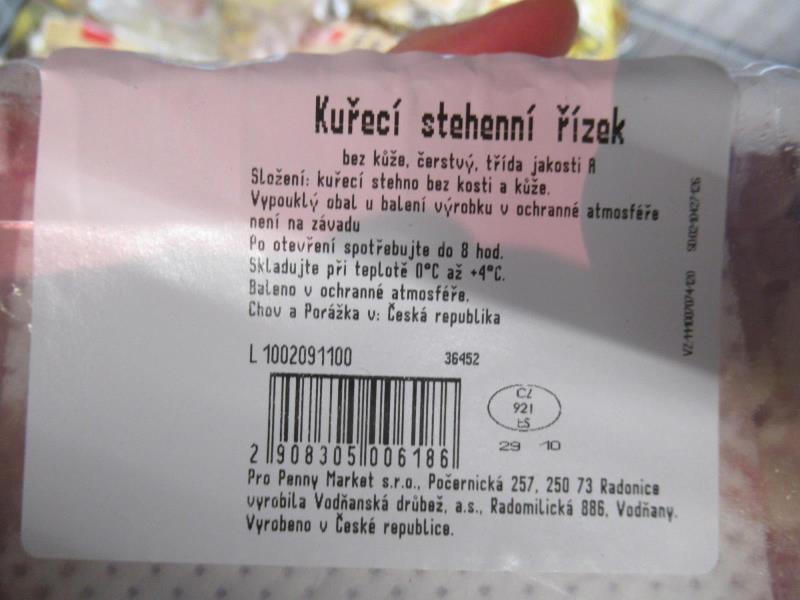 Kuřecí stehenní řízek
bez kůže, čerstvý, třída jakosti A
Složení: kuřecí stehno bez kosti a kůže.
Vypouklý obal u balení výrobku v ochranné atmosféře
není na závadu
Po otevření spotřebujte do 8 hod.
Skladujte při teplotě 0°C až +4°C.
Baleno v ochranné atmosféře.
Chov a Porážka v: Česká republika
L 1002091100
36452
CZ
921
ES
29 10
2 908305 006186
Pro Penny Market s.r.o., Počernická 257, 250 73 Radonice
vyrobila Vodňanská drůbež, a.s., Radomilická 886, Vodňany.
Vyrobeno v České republice.